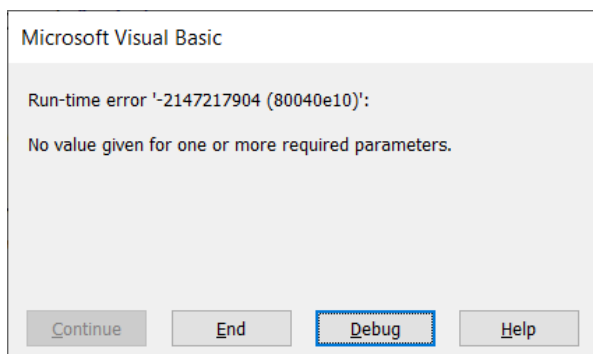 Microsoft Visual Basic
Run-time error '-2147217904 (80040e10)':
No value given for one or more required parameters.
Continue End Debug Help